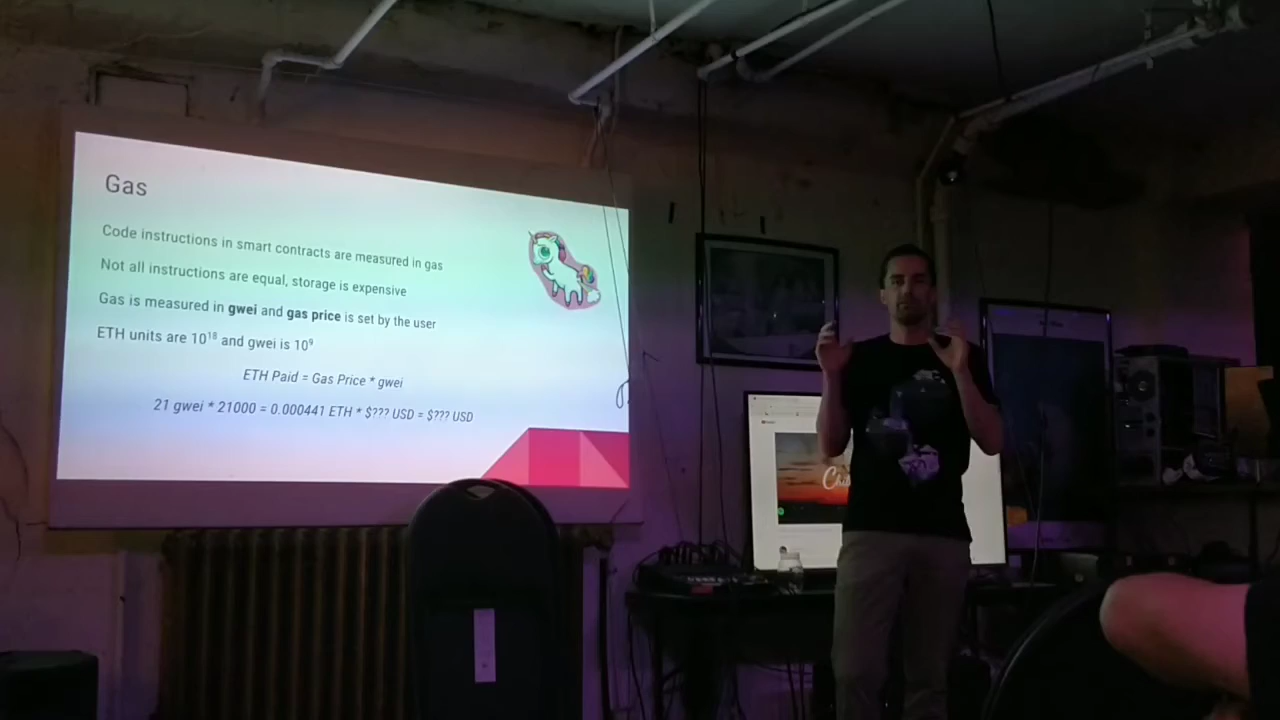 Gas
Code instructions in smart contracts are measured in gas
Not all instructions are equal, storage is expensive
Gas is measured in gwei and gas price is set by the user
ETH units are 10¹⁸ and gwei is 10⁹
ETH Paid = Gas Price * gwei
21 gwei * 21000 = 0.000441 ETH * $??? USD = $??? USD